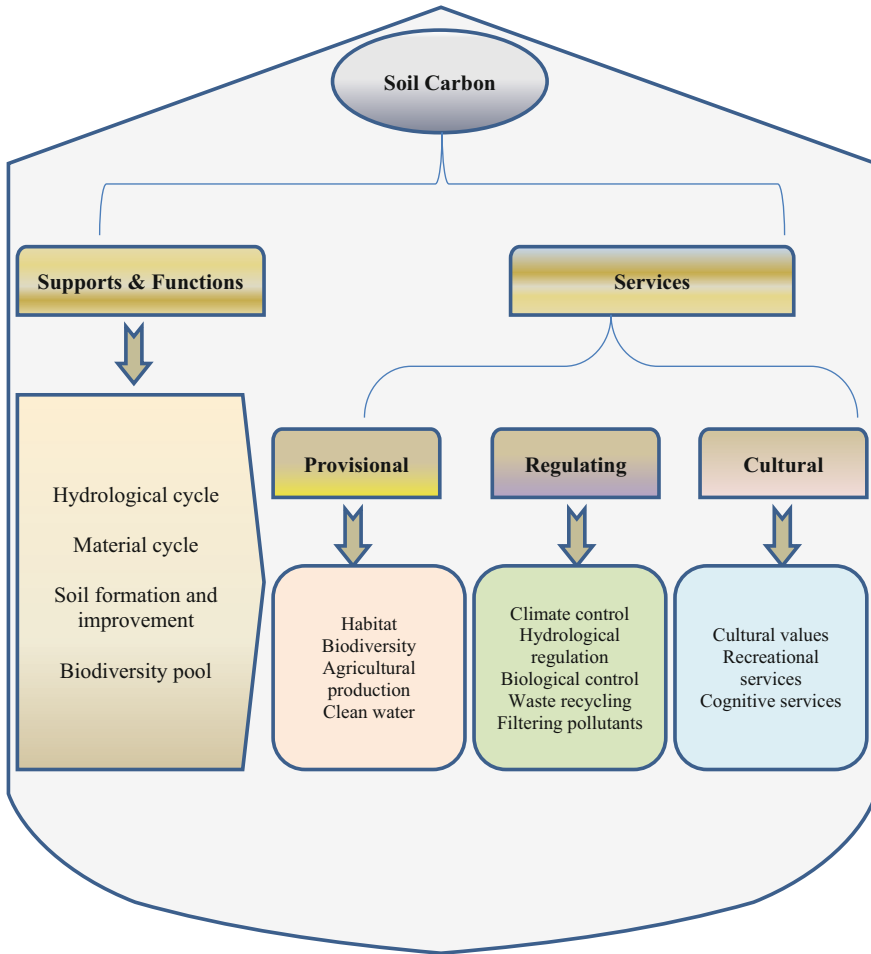 Soil Carbon
Supports & Functions
Services
Hydrological cycle
Material cycle
Soil formation and
improvement
Biodiversity pool
Provisional
Regulating
Cultural
Habitat
Biodiversity
Agricultural
production
Clean water
Climate control
Hydrological
regulation
Biological control
Waste recycling
Filtering pollutants
Cultural values
Recreational
services
Cognitive services